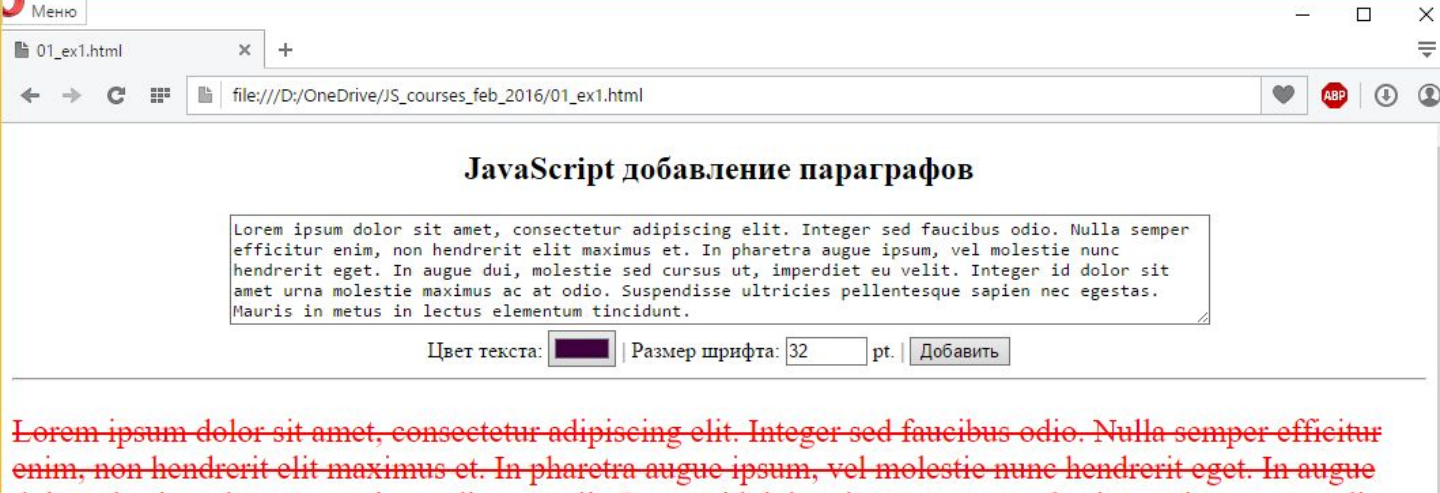 Меню
01_ex1.html
file:///D:/OneDrive/JS_courses_feb_2016/01_ex1.html
ABP
JavaScript добавление параграфов
Lorem ipsum dolor sit amet, consectetur adipiscing elit. Integer sed faucibus odio. Nulla semper
efficitur enim, non hendrerit elit maximus et. In pharetra augue ipsum, vel molestie nunc
hendrerit eget. In augue dui, molestie sed cursus ut, imperdiet eu velit. Integer id dolor sit
amet urna molestie maximus ac at odio. Suspendisse ultricies pellentesque sapien nec egestas.
Mauris in metus in lectus elementum tincidunt.
Цвет текста: | Размер шрифта: 32 pt. | Добавить
Lorem ipsum dolor sit amet, consectetur adipiscing elit. Integer sed faucibus odio. Nulla semper efficitur
enim, non hendrerit elit maximus et. In pharetra augue ipsum, vel molestie nunc hendrerit eget. In augue